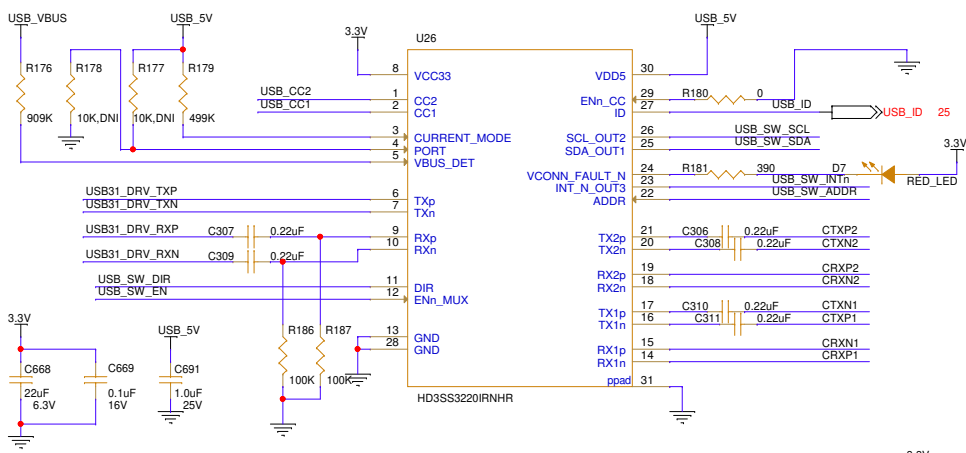 USB_VBUS
USB_5V
R176
R178
R177
R179
909K
10K,DNI
10K,DNI
499K
3.3V
U26
USB_5V
8
VCC33
VDD5
30
USB_CC2
1
CC2
ENn_CC
29
R180
0
USB_CC1
2
CC1
ID
27
USB_ID
USB_ID 25
3
CURRENT_MODE
SCL_OUT2
26
USB_SW_SCL
4
PORT
SDA_OUT1
25
USB_SW_SDA
5
VBUS_DET
VCONN_FAULT_N
24
R181
390
D7
3.3V
RED_LED
INT_N_OUT3
23
USB_SW_INTn
ADDR
22
USB_SW_ADDR
USB31_DRV_TXP
6
TXp
USB31_DRV_TXN
7
TXn
USB31_DRV_RXP
C307
0.22uF
9
RXp
TX2p
21
C306
0.22uF
CTXP2
USB31_DRV_RXN
C309
0.22uF
10
RXn
TX2n
20
C308
0.22uF
CTXN2
RX2p
19
CRXP2
RX2n
18
CRXN2
USB_SW_DIR
11
DIR
USB_SW_EN
12
ENn_MUX
TX1p
17
C310
0.22uF
CTXN1
TX1n
16
C311
0.22uF
CTXP1
13
GND
28
GND
RX1p
15
CRXN1
RX1n
14
CRXP1
ppad
31
HD3SS3220IRNHR
R186
R187
100K
100K
3.3V
C668
22uF
6.3V
C669
0.1uF
16V
USB_5V
C691
1.0uF
25V